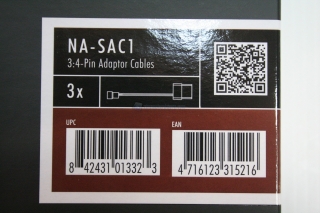 NA-SAC1
3:4-Pin Adaptor Cables
3x
UPC
EAN
8 42431 01332 3
4 716123 315216